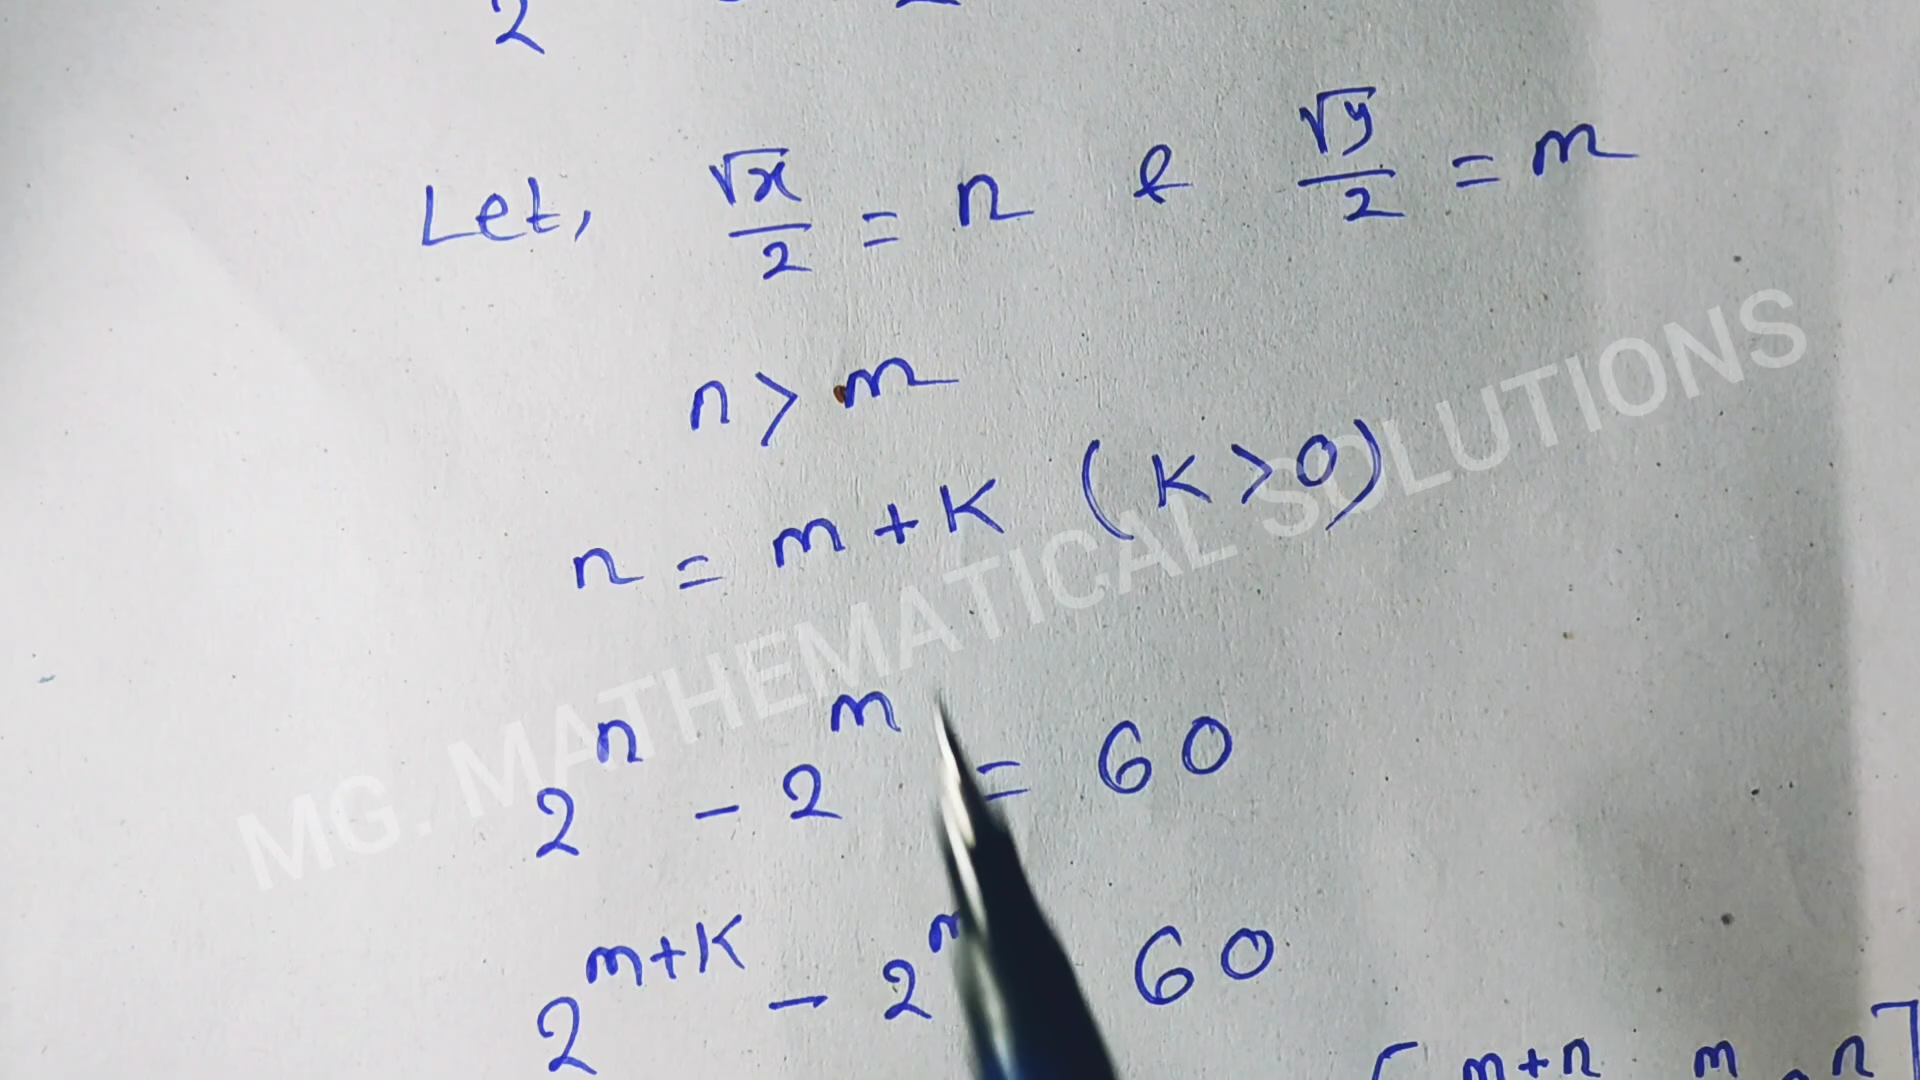 2
Let, √x/2 = n & √y/2 = m
n > m
n = m + K (K > 0)
2^n - 2^m = 60
2^(m+K) - 2^m 60
[ m+n m n ]
MG. MATHEMATICAL SOLUTIONS